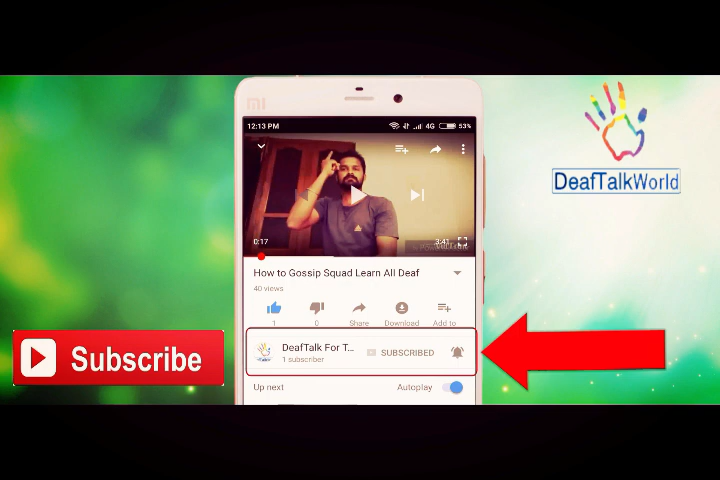 mi
12:13 PM
4G
53%
0:17
3:41
How to Gossip Squad Learn All Deaf
40 views
1
0
Share
Download
Add to
DeafTalk For T...
1 subscriber
SUBSCRIBED
Up next
Autoplay
Subscribe
DeafTalkWorld